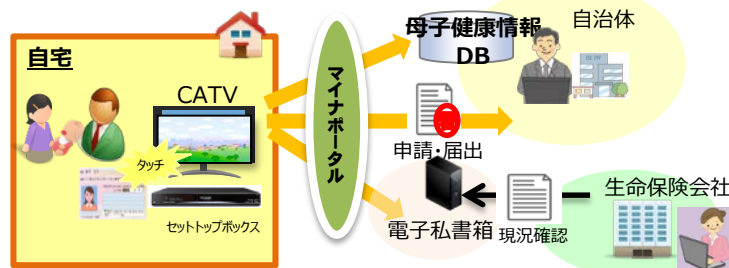 自宅
CATV
タッチ
セットトップボックス
マイナポータル
母子健康情報
DB
自治体
申請・届出
電子私書箱
現況確認
生命保険会社